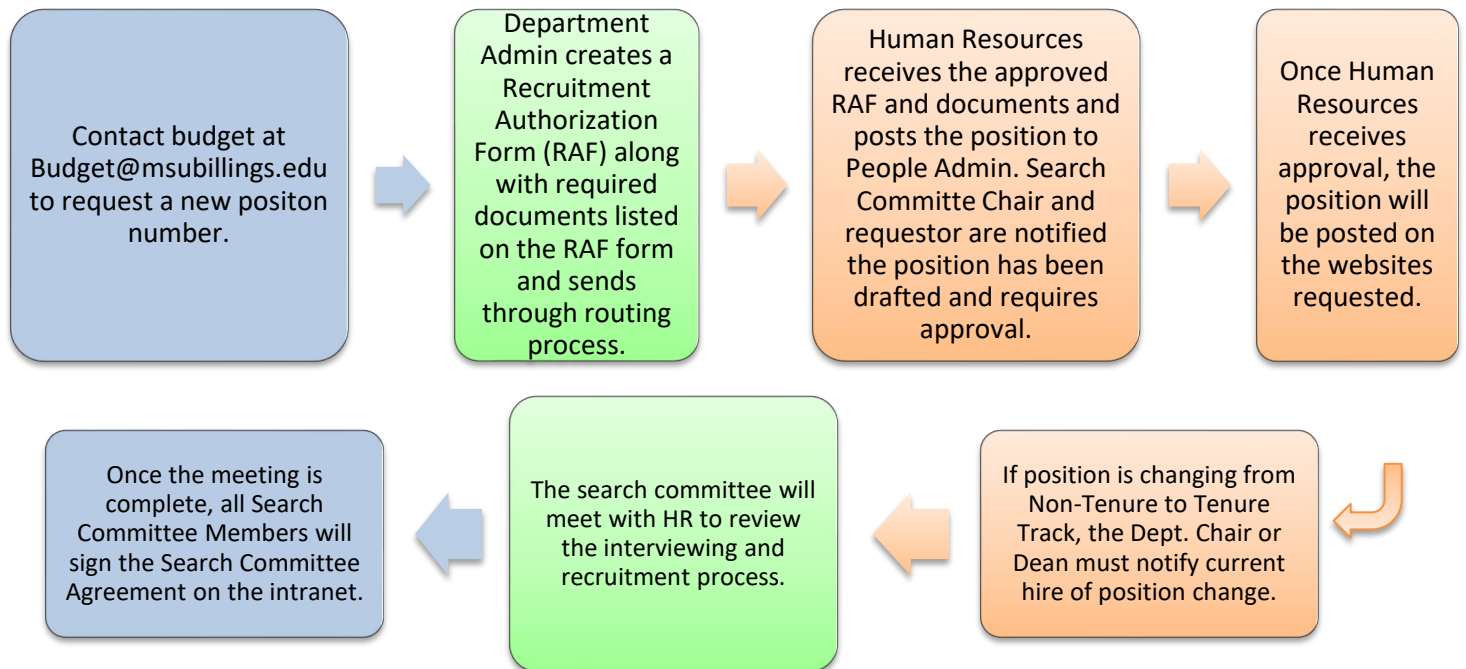 Contact budget at
Budget@msubillings.edu
to request a new positon
number.
Department
Admin creates a
Recruitment
Authorization
Form (RAF) along
with required
documents listed
on the RAF form
and sends
through routing
process.
Human Resources
receives the approved
RAF and documents and
posts the position to
People Admin. Search
Committe Chair and
requestor are notified
the position has been
drafted and requires
approval.
Once Human
Resources
receives
approval, the
position will
be posted on
the websites
requested.
If position is changing from
Non-Tenure to Tenure
Track, the Dept. Chair or
Dean must notify current
hire of position change.
The search committee will
meet with HR to review
the interviewing and
recruitment process.
Once the meeting is
complete, all Search
Committee Members will
sign the Search Committee
Agreement on the intranet.